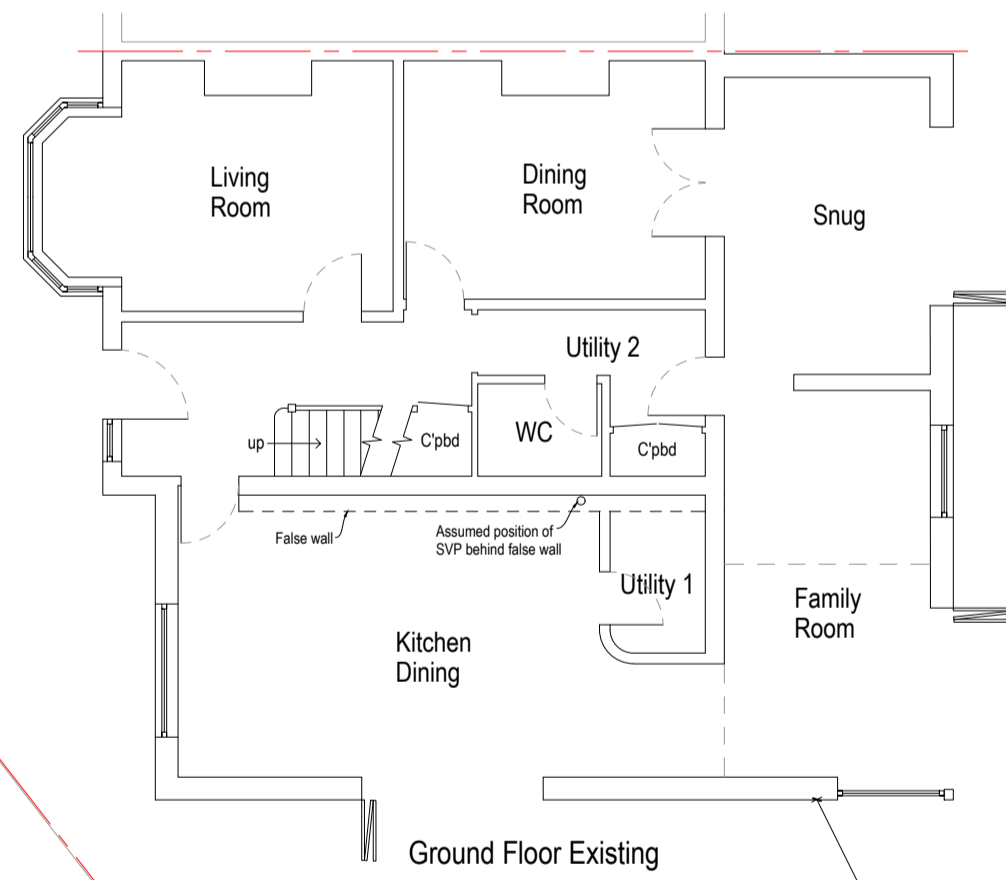 Living
Room
Dining
Room
Snug
Utility 2
up
C'pbd
WC
C'pbd
False wall
Assumed position of
SVP behind false wall
Utility 1
Kitchen
Dining
Family
Room
Ground Floor Existing